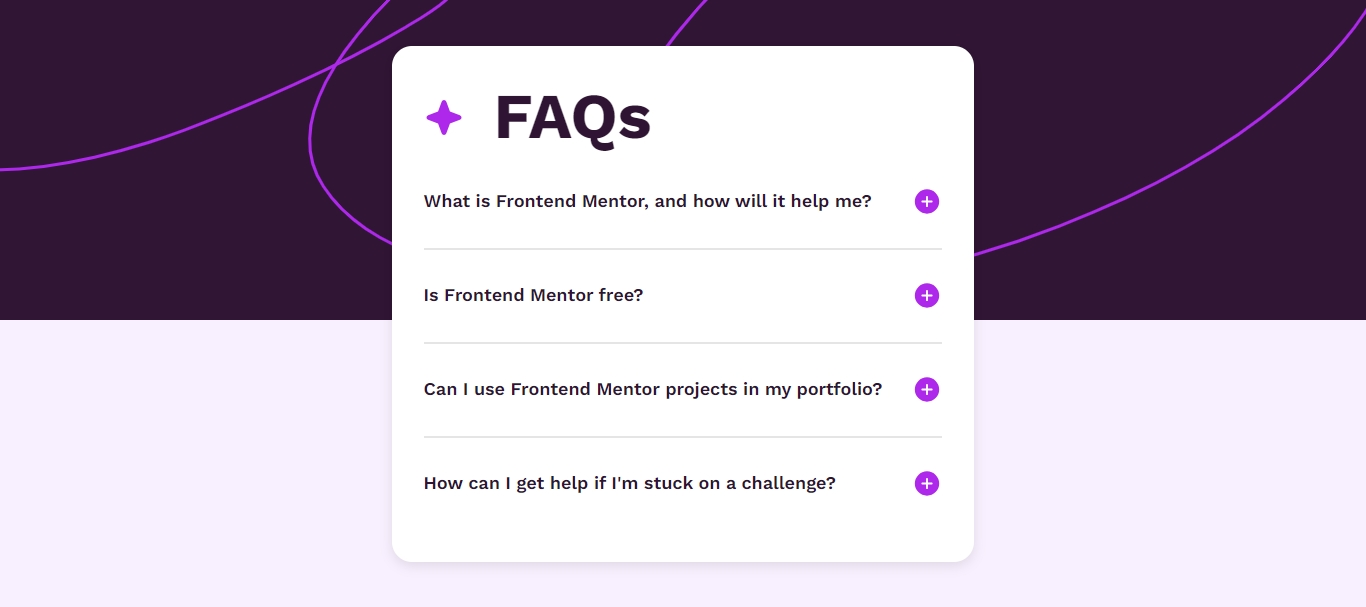 FAQs
What is Frontend Mentor, and how will it help me?
Is Frontend Mentor free?
Can I use Frontend Mentor projects in my portfolio?
How can I get help if I'm stuck on a challenge?